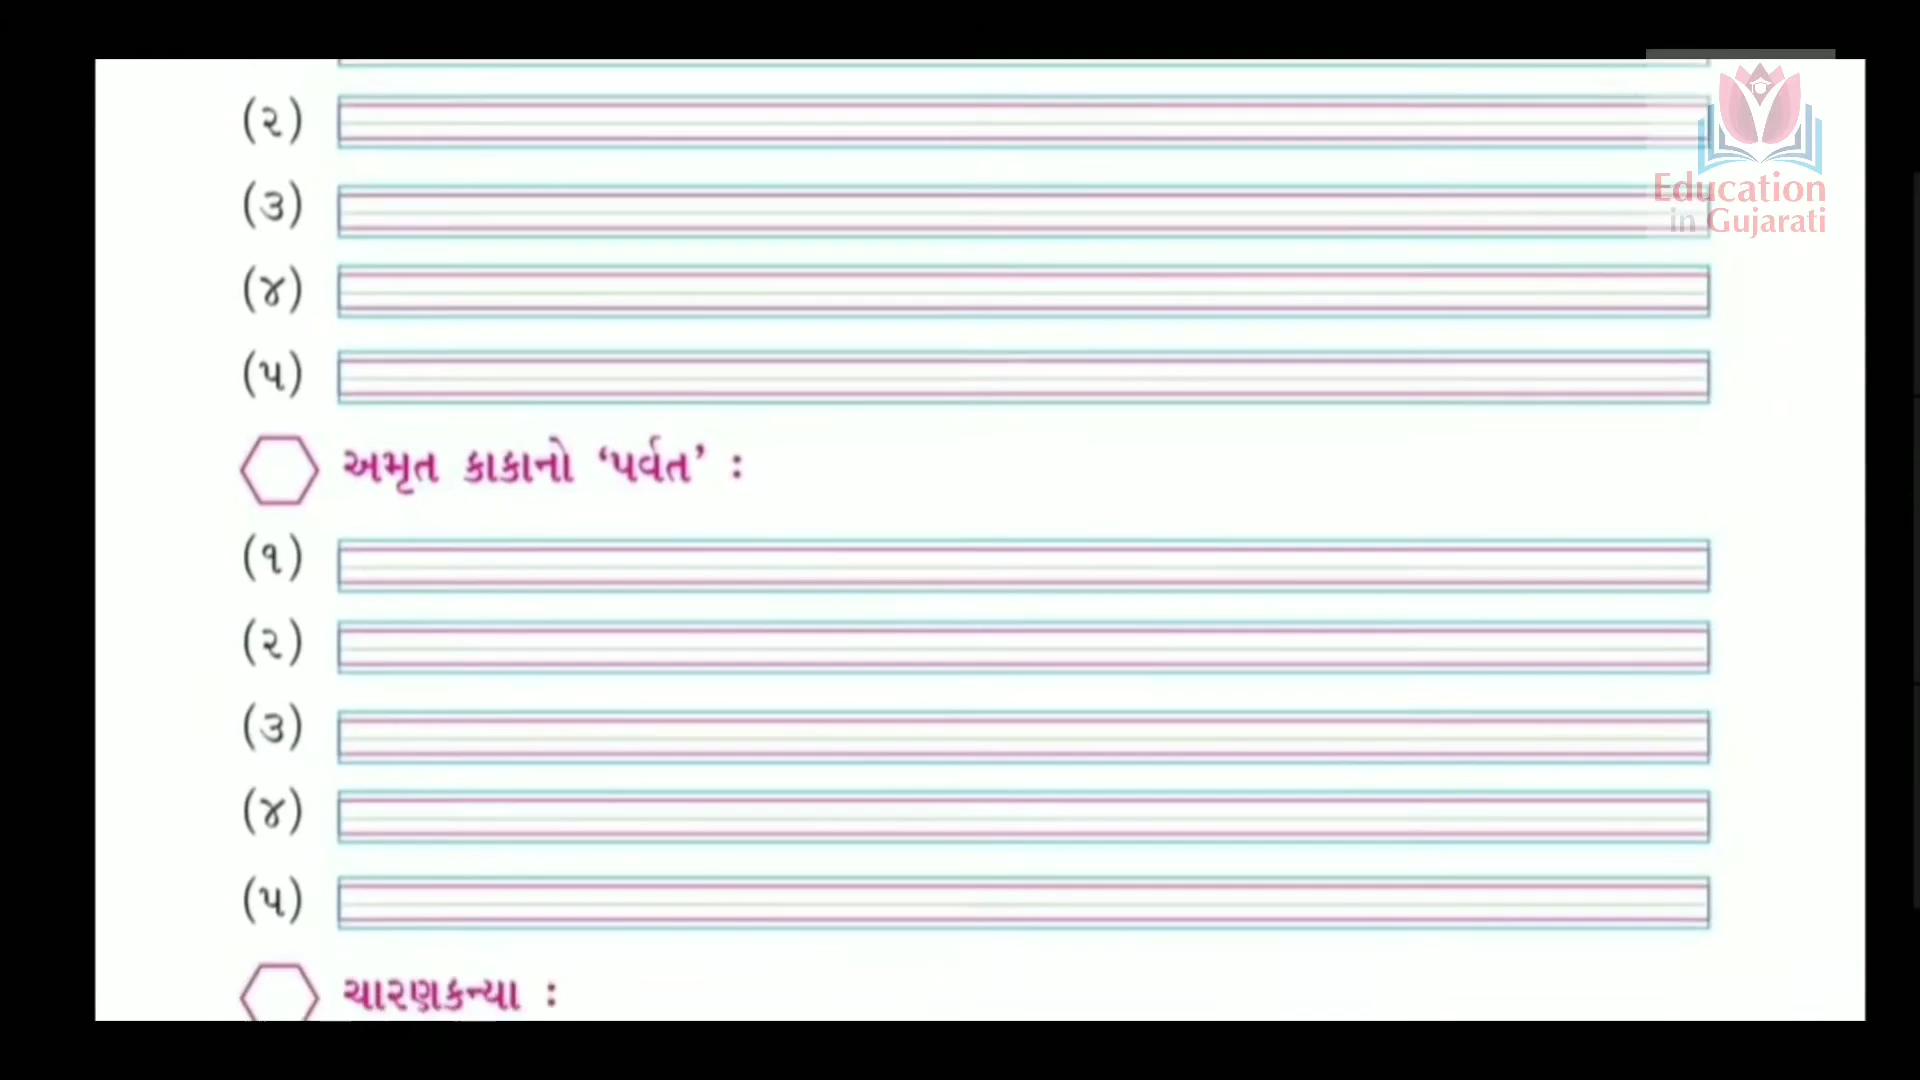 (૨)
(૩)
(૪)
(૫)
અમૃત કાકાનો ‘પર્વત’ :
(૧)
(૨)
(૩)
(૪)
(૫)
ચારણકન્યા :
Education
in Gujarati